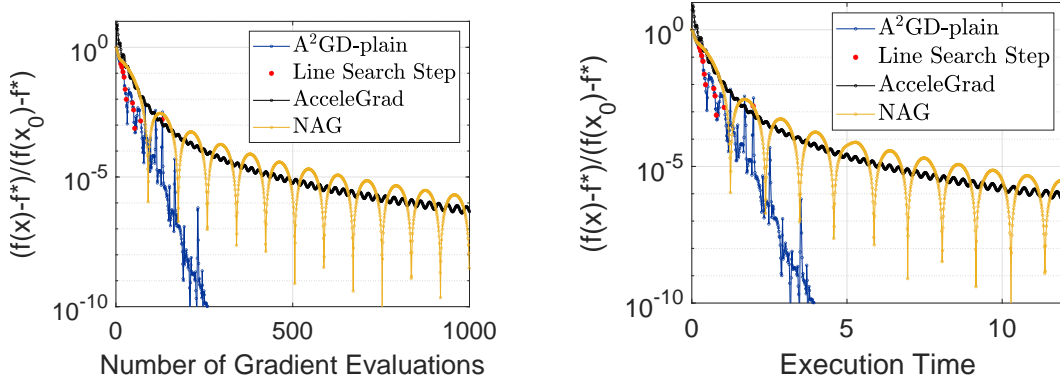 A²GD-plain
Line Search Step
AcceleGrad
NAG
(f(x)-f*)/(f(x₀)-f*)
10⁰
10⁻⁵
10⁻¹⁰
0
500
1000
Number of Gradient Evaluations
A²GD-plain
Line Search Step
AcceleGrad
NAG
(f(x)-f*)/(f(x₀)-f*)
10⁰
10⁻⁵
10⁻¹⁰
0
5
10
Execution Time